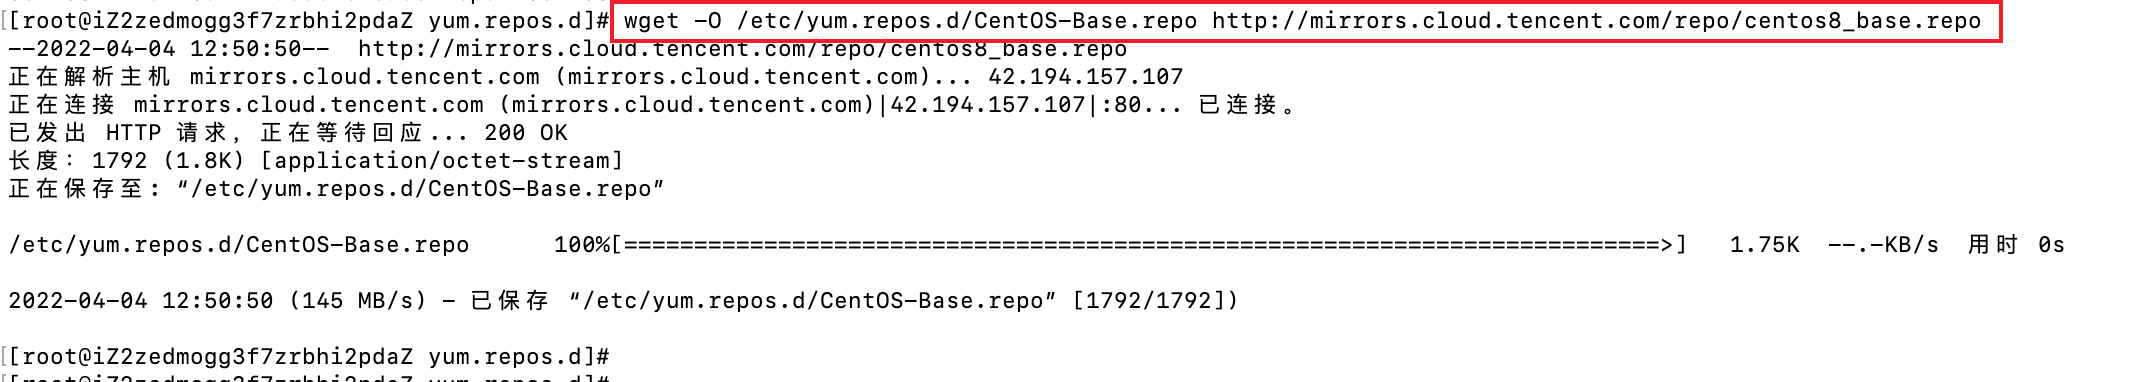 [[root@iZ2zedmogg3f7zrbhi2pdaZ yum.repos.d]# wget -O /etc/yum.repos.d/CentOS-Base.repo http://mirrors.cloud.tencent.com/repo/centos8_base.repo
--2022-04-04 12:50:50--  http://mirrors.cloud.tencent.com/repo/centos8_base.repo
正在解析主机 mirrors.cloud.tencent.com (mirrors.cloud.tencent.com)... 42.194.157.107
正在连接 mirrors.cloud.tencent.com (mirrors.cloud.tencent.com)|42.194.157.107|:80... 已连接。
已发出 HTTP 请求，正在等待回应... 200 OK
长度：1792 (1.8K) [application/octet-stream]
正在保存至: “/etc/yum.repos.d/CentOS-Base.repo”
/etc/yum.repos.d/CentOS-Base.repo      100%[==========================================================================>]   1.75K  --.-KB/s  用时 0s
2022-04-04 12:50:50 (145 MB/s) - 已保存 “/etc/yum.repos.d/CentOS-Base.repo” [1792/1792])
[[root@iZ2zedmogg3f7zrbhi2pdaZ yum.repos.d]#
[[root@iZ2zedmogg3f7zrbhi2pdaZ yum.repos.d]#